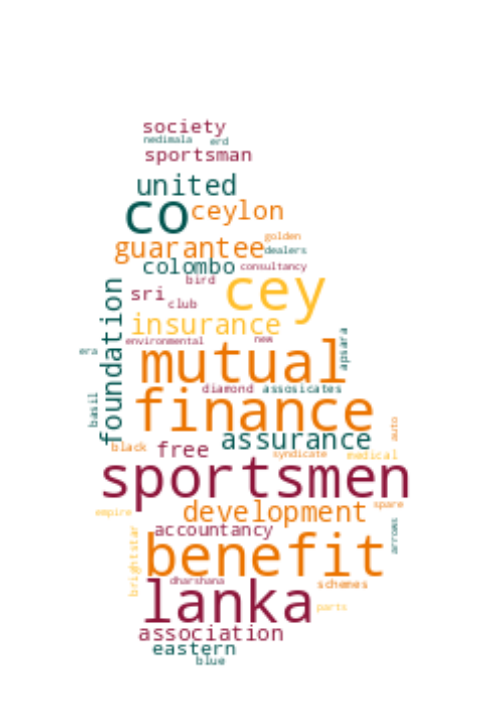 society
nedimala erd
sportsman
united
co ceylon
golden
guarantee dealers
colombo consultancy
bird
cey
sri
club
foundation
insurance
environmental new
era
apsara
mutual
diamond assosicates
basil
finance
auto
assurance
black free
syndicate medical
sportsmen
spare
empire
development
accountancy
arrows
brightstar
benefit
dharshana schemes
lanka
parts
association
eastern
blue